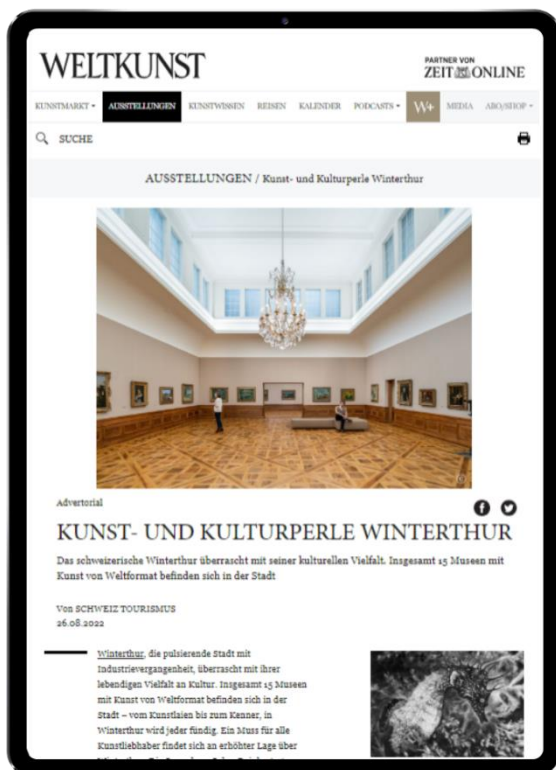 WELTKUNST
PARTNER VON
ZEIT ONLINE
KUNSTMARKT AUSSTELLUNGEN KUNSTWISSEN REISEN KALENDER PODCASTS W+ MEDIA ABO/SHOP
SUCHE
AUSSTELLUNGEN / Kunst- und Kulturperle Winterthur
Advertorial
KUNST- UND KULTURPERLE WINTERTHUR
Das schweizerische Winterthur überrascht mit seiner kulturellen Vielfalt. Insgesamt 15 Museen mit
Kunst von Weltformat befinden sich in der Stadt
Von SCHWEIZ TOURISMUS
26.08.2022
Winterthur, die pulsierende Stadt mit
Industrievergangenheit, überrascht mit ihrer
lebendigen Vielfalt an Kultur. Insgesamt 15 Museen
mit Kunst von Weltformat befinden sich in der
Stadt – vom Kunstlaien bis zum Kenner, in
Winterthur wird jeder fündig. Ein Muss für alle
Kunstliebhaber findet sich an erhöhter Lage über